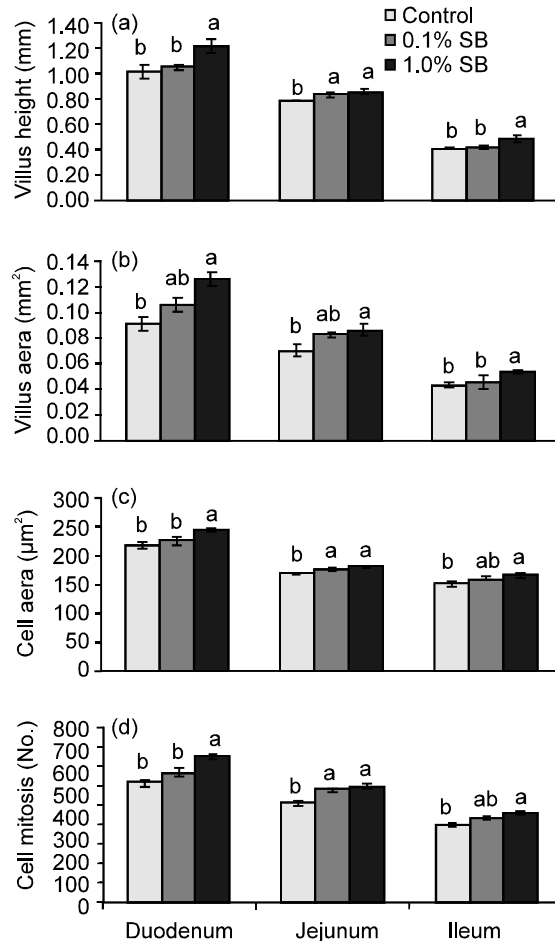 Control
0.1% SB
1.0% SB
(a)
Villus height (mm)
1.40
1.20
1.00
0.80
0.60
0.40
0.20
0.00
b b a
b a a
b b a
(b)
Villus aera (mm²)
0.14
0.12
0.10
0.08
0.06
0.04
0.02
0.00
b ab a
b ab a
b b a
(c)
Cell aera (µm²)
300
250
200
150
100
50
0
b b a
b a a
b ab a
(d)
Cell mitosis (No.)
800
700
600
500
400
300
200
100
0
b b a
b a a
b ab a
Duodenum Jejunum Ileum